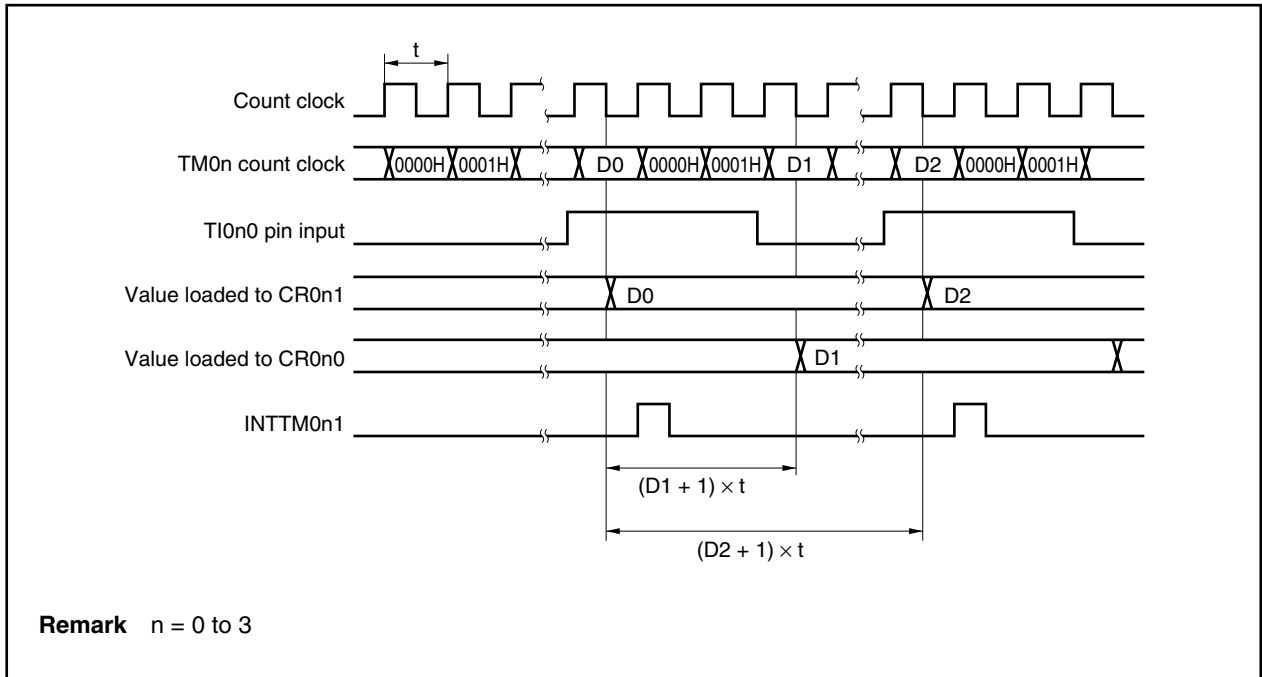 t
Count clock
TM0n count clock 0000H 0001H D0 0000H 0001H D1 D2 0000H 0001H
TI0n0 pin input
Value loaded to CR0n1 D0 D2
Value loaded to CR0n0 D1
INTTM0n1
(D1 + 1) × t
(D2 + 1) × t
Remark n = 0 to 3